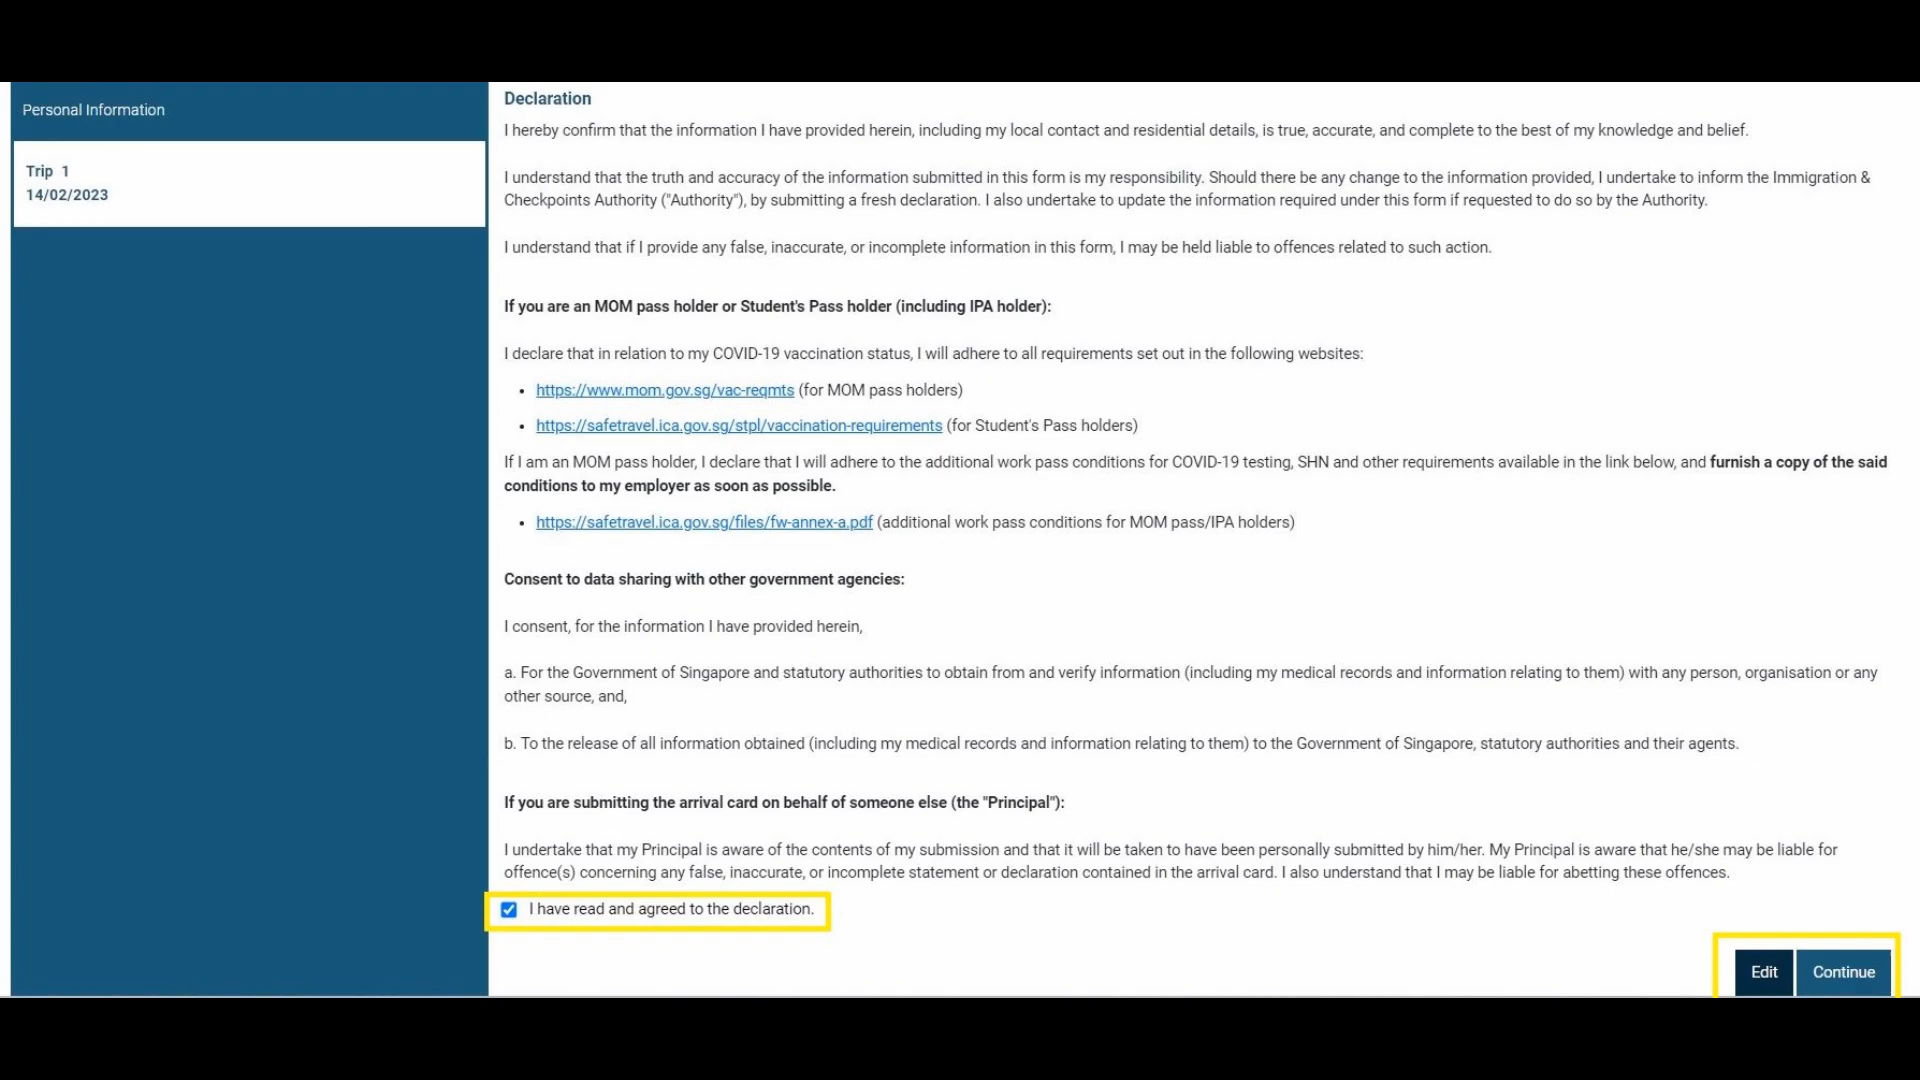 Personal Information
Trip 1
14/02/2023
Declaration
I hereby confirm that the information I have provided herein, including my local contact and residential details, is true, accurate, and complete to the best of my knowledge and belief.
I understand that the truth and accuracy of the information submitted in this form is my responsibility. Should there be any change to the information provided, I undertake to inform the Immigration &
Checkpoints Authority ("Authority"), by submitting a fresh declaration. I also undertake to update the information required under this form if requested to do so by the Authority.
I understand that if I provide any false, inaccurate, or incomplete information in this form, I may be held liable to offences related to such action.
If you are an MOM pass holder or Student's Pass holder (including IPA holder):
I declare that in relation to my COVID-19 vaccination status, I will adhere to all requirements set out in the following websites:
• https://www.mom.gov.sg/vac-reqmts (for MOM pass holders)
• https://safetravel.ica.gov.sg/stpl/vaccination-requirements (for Student's Pass holders)
If I am an MOM pass holder, I declare that I will adhere to the additional work pass conditions for COVID-19 testing, SHN and other requirements available in the link below, and furnish a copy of the said
conditions to my employer as soon as possible.
• https://safetravel.ica.gov.sg/files/fw-annex-a.pdf (additional work pass conditions for MOM pass/IPA holders)
Consent to data sharing with other government agencies:
I consent, for the information I have provided herein,
a. For the Government of Singapore and statutory authorities to obtain from and verify information (including my medical records and information relating to them) with any person, organisation or any
other source, and,
b. To the release of all information obtained (including my medical records and information relating to them) to the Government of Singapore, statutory authorities and their agents.
If you are submitting the arrival card on behalf of someone else (the "Principal"):
I undertake that my Principal is aware of the contents of my submission and that it will be taken to have been personally submitted by him/her. My Principal is aware that he/she may be liable for
offence(s) concerning any false, inaccurate, or incomplete statement or declaration contained in the arrival card. I also understand that I may be liable for abetting these offences.
I have read and agreed to the declaration.
Edit Continue